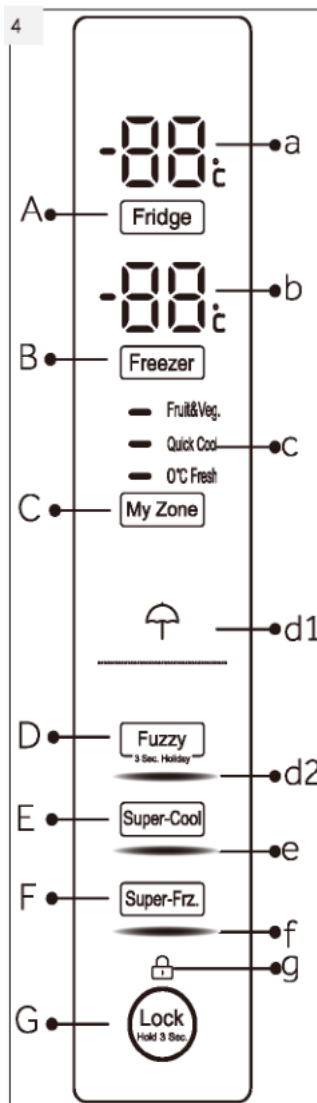 4
-88°C
a
A
Fridge
-88°C
b
B
Freezer
Fruit&Veg.
Quick Cool
c
0°C Fresh
C
My Zone
d1
D
Fuzzy
3 Sec. Holiday
d2
E
Super-Cool
e
F
Super-Frz.
f
g
G
Lock
Hold 3 Sec.